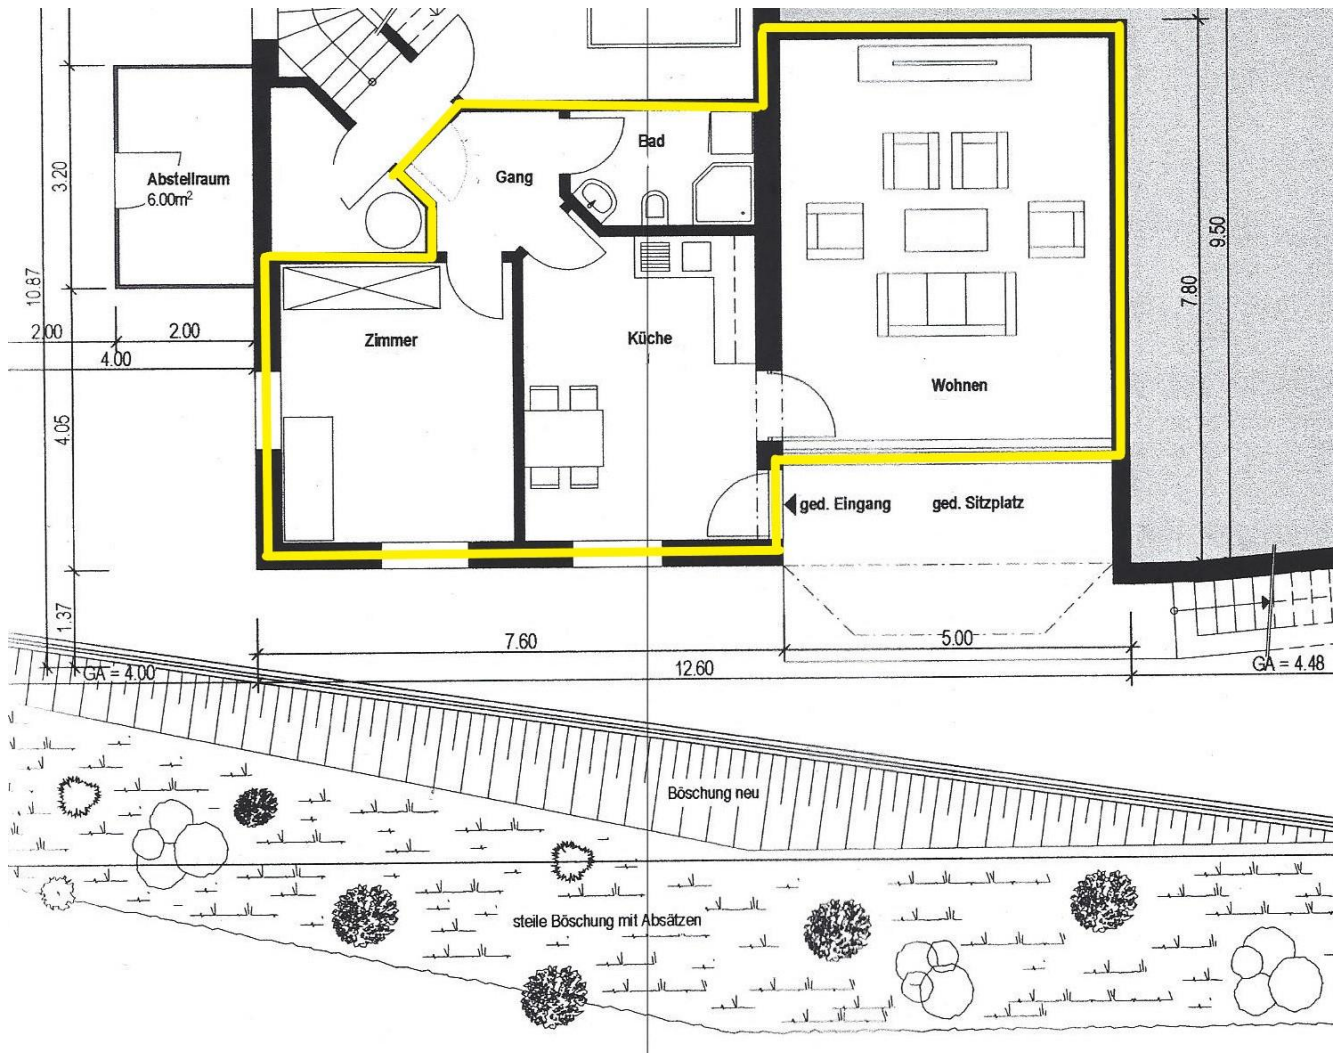 Bad
Gang
Abstellraum
6.00m²
3.20
9.50
10.87
7.80
2.00
2.00
4.00
Zimmer
Küche
Wohnen
4.05
ged. Eingang
ged. Sitzplatz
1.37
7.60
5.00
GA = 4.00
12.60
GA = 4.48
Böschung neu
steile Böschung mit Absätzen